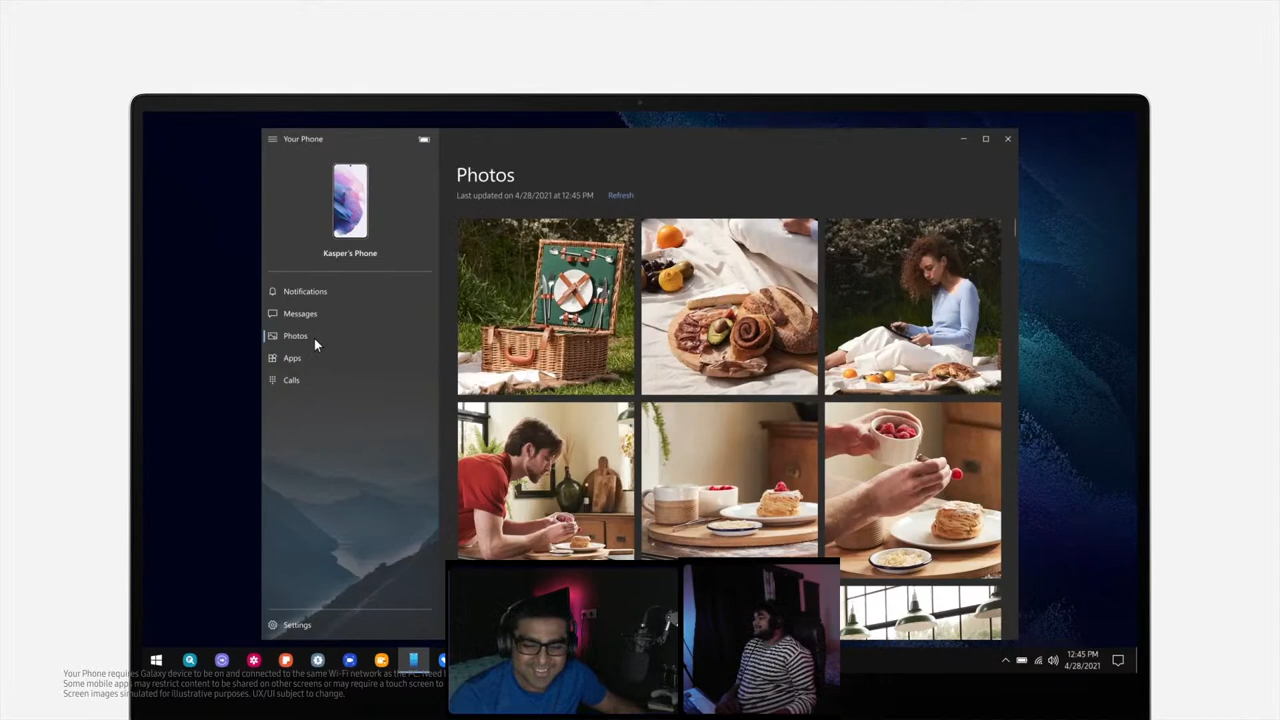 Your Phone
Kasper's Phone
Notifications
Messages
Photos
Apps
Calls
Settings
Photos
Last updated on 4/28/2021 at 12:45 PM
Refresh
12:45 PM
4/28/2021
Your Phone requires Galaxy device to be on and connected to the same Wi-Fi network as the PC. Need
Some mobile apps may restrict content to be shared on other screens or may require a touch screen to
Screen images simulated for illustrative purposes. UX/UI subject to change.